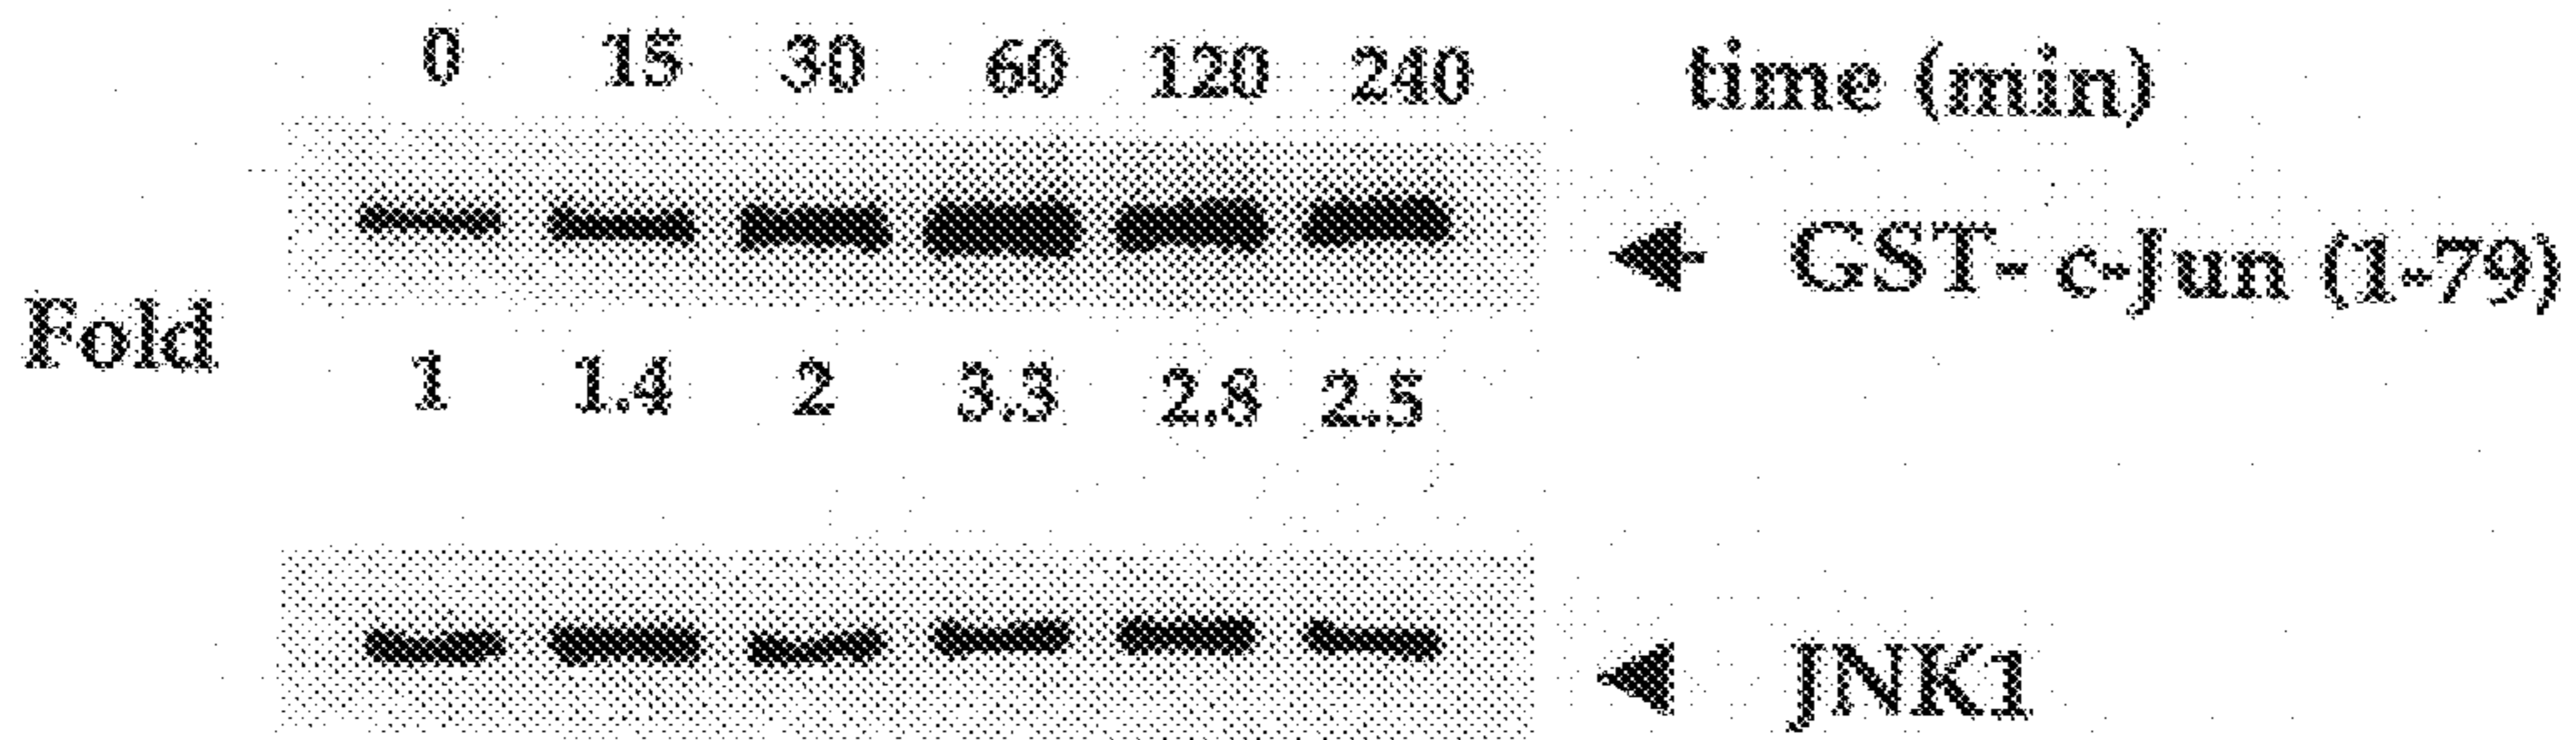 0 15 30 60 120 240 time (min)
GST- c-Jun (1-79)
Fold
1 1.4 2 3.3 2.8 2.5
JNK1